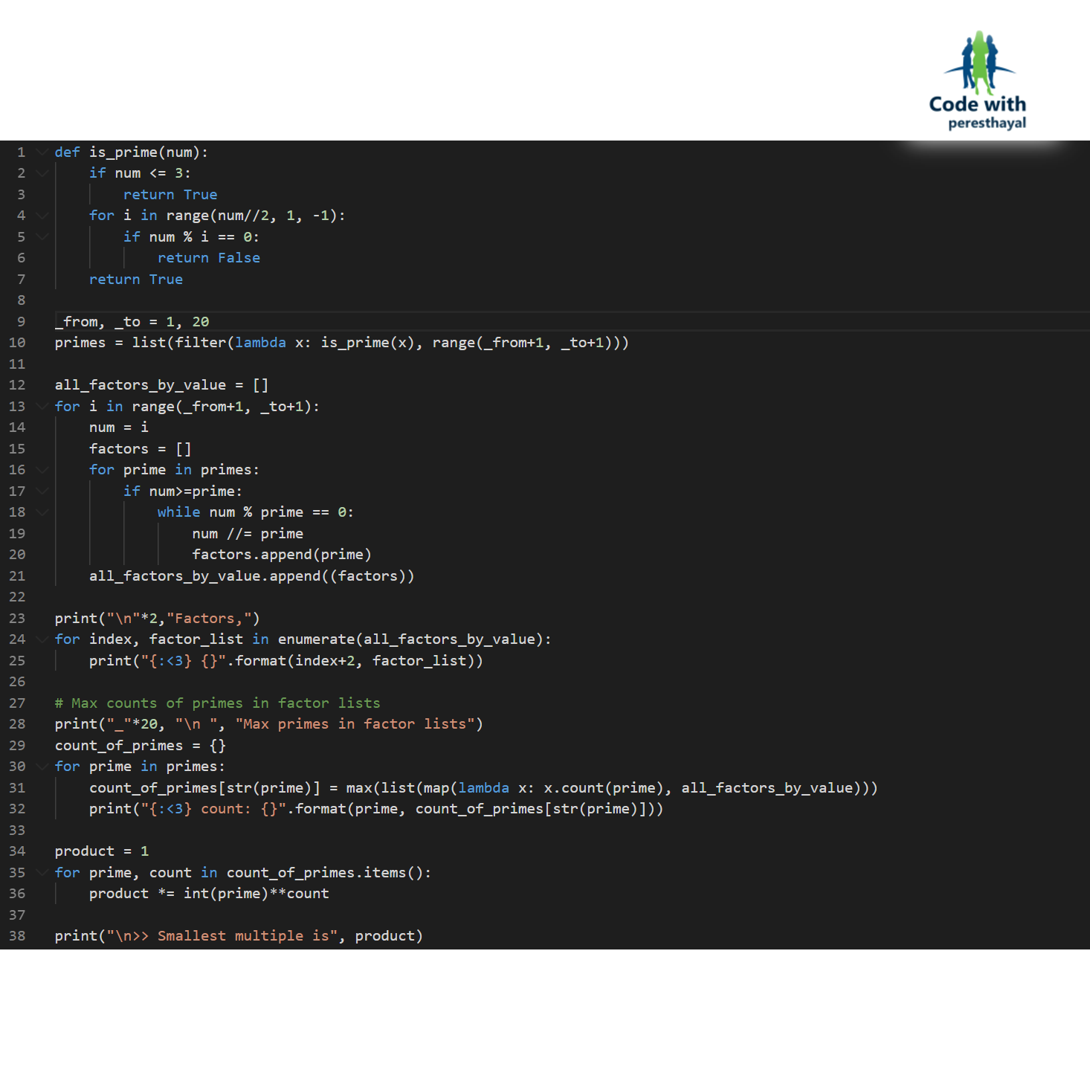 Code with
peresthayal
1 def is_prime(num):
2     if num <= 3:
3         return True
4     for i in range(num//2, 1, -1):
5         if num % i == 0:
6             return False
7     return True
8
9 _from, _to = 1, 20
10 primes = list(filter(lambda x: is_prime(x), range(_from+1, _to+1)))
11
12 all_factors_by_value = []
13 for i in range(_from+1, _to+1):
14     num = i
15     factors = []
16     for prime in primes:
17         if num>=prime:
18             while num % prime == 0:
19                 num //= prime
20                 factors.append(prime)
21     all_factors_by_value.append((factors))
22
23 print("\n"*2,"Factors,")
24 for index, factor_list in enumerate(all_factors_by_value):
25     print("{:<3} {}".format(index+2, factor_list))
26
27 # Max counts of primes in factor lists
28 print("_"*20, "\n ", "Max primes in factor lists")
29 count_of_primes = {}
30 for prime in primes:
31     count_of_primes[str(prime)] = max(list(map(lambda x: x.count(prime), all_factors_by_value)))
32     print("{:<3} count: {}".format(prime, count_of_primes[str(prime)]))
33
34 product = 1
35 for prime, count in count_of_primes.items():
36     product *= int(prime)**count
37
38 print("\n>> Smallest multiple is", product)